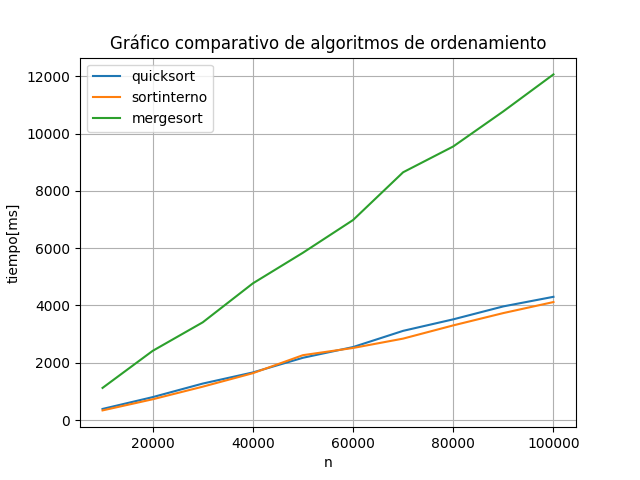 Gráfico comparativo de algoritmos de ordenamiento
quicksort
sortinterno
mergesort
12000
10000
8000
6000
4000
2000
0
tiempo[ms]
20000
40000
60000
80000
100000
n